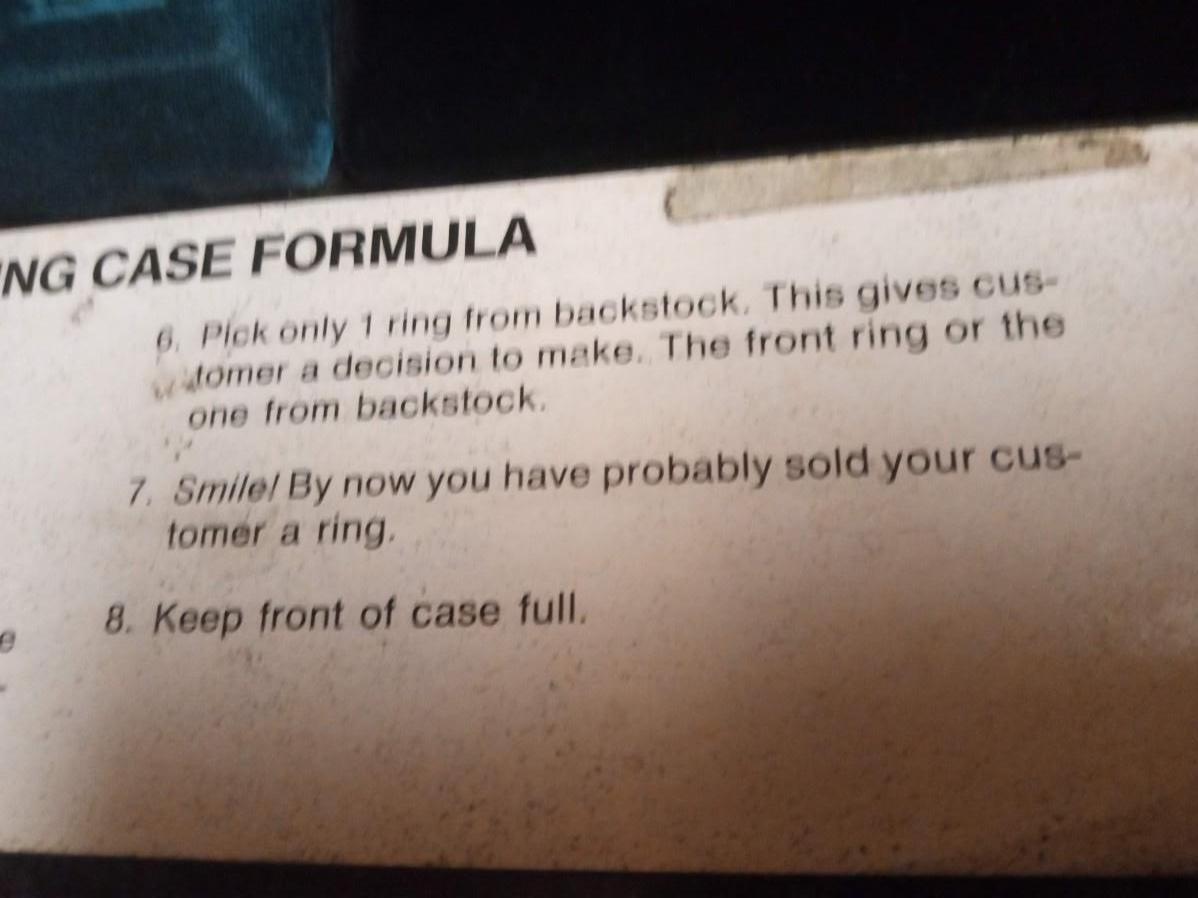 NG CASE FORMULA
6. Pick only 1 ring from backstock. This gives cus-
tomer a decision to make. The front ring or the
one from backstock.
7. Smile! By now you have probably sold your cus-
tomer a ring.
8. Keep front of case full.
e
-